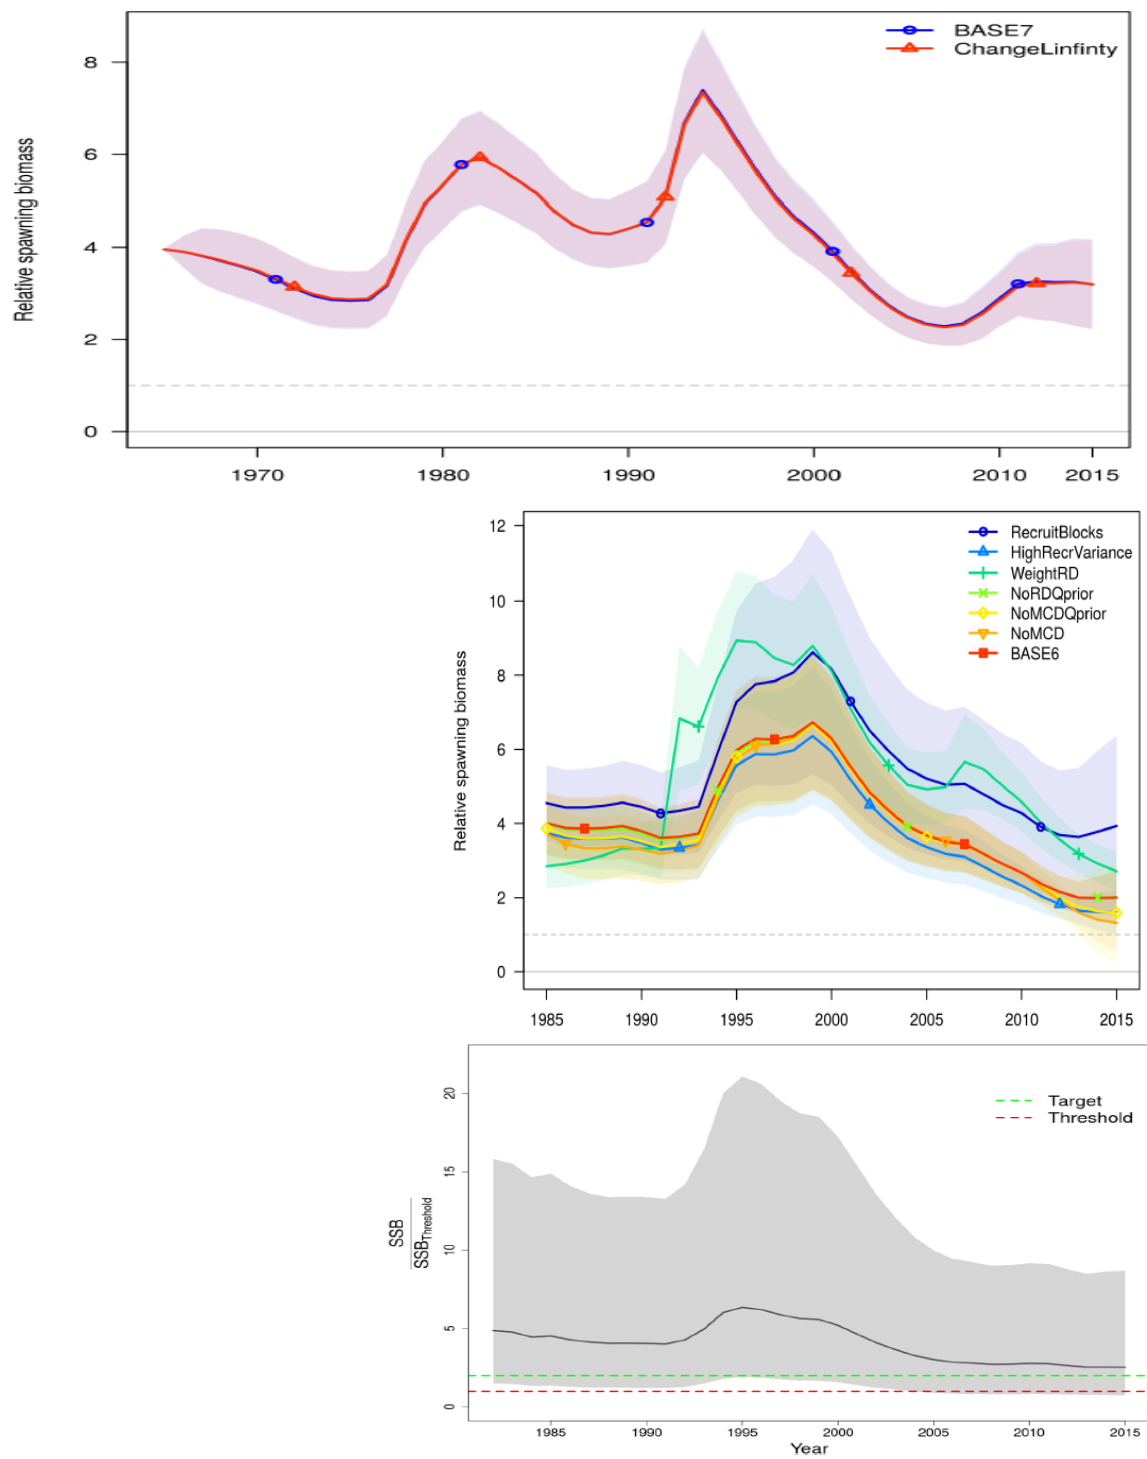 BASE7
ChangeLinfinty
Relative spawning biomass
8
6
4
2
0
1970 1980 1990 2000 2010 2015
RecruitBlocks
HighRecrVariance
WeightRD
NoRDQprior
NoMCDQprior
NoMCD
BASE6
Relative spawning biomass
12
10
8
6
4
2
0
1985 1990 1995 2000 2005 2010 2015
Target
Threshold
SSB
SSBThreshold
20
15
10
5
0
1985 1990 1995 2000 2005 2010 2015
Year